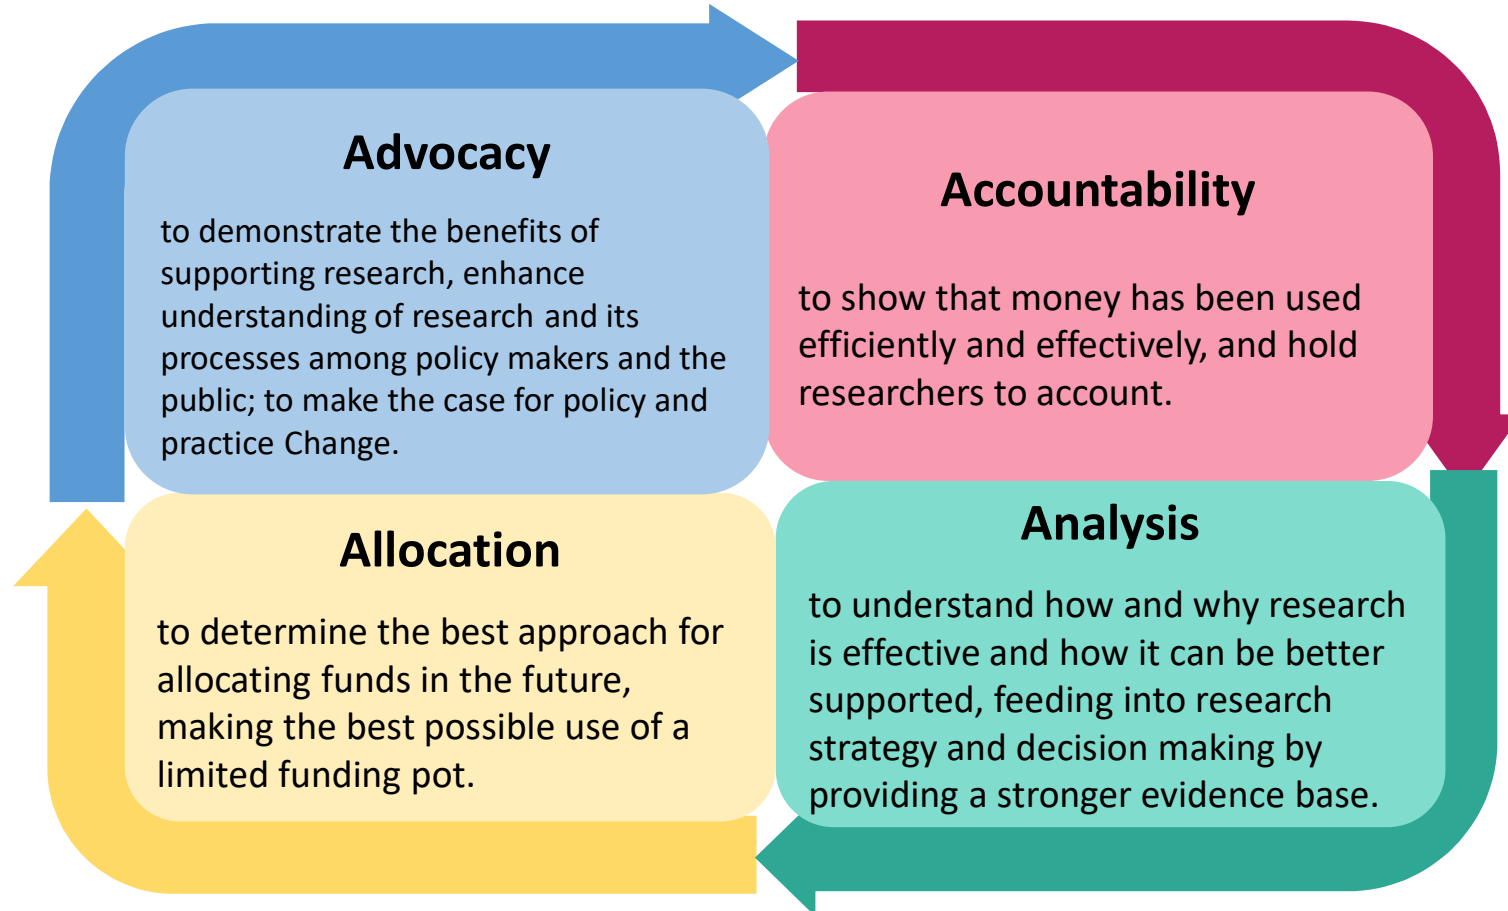 Advocacy
to demonstrate the benefits of
supporting research, enhance
understanding of research and its
processes among policy makers and the
public; to make the case for policy and
practice Change.
Accountability
to show that money has been used
efficiently and effectively, and hold
researchers to account.
Allocation
to determine the best approach for
allocating funds in the future,
making the best possible use of a
limited funding pot.
Analysis
to understand how and why research
is effective and how it can be better
supported, feeding into research
strategy and decision making by
providing a stronger evidence base.